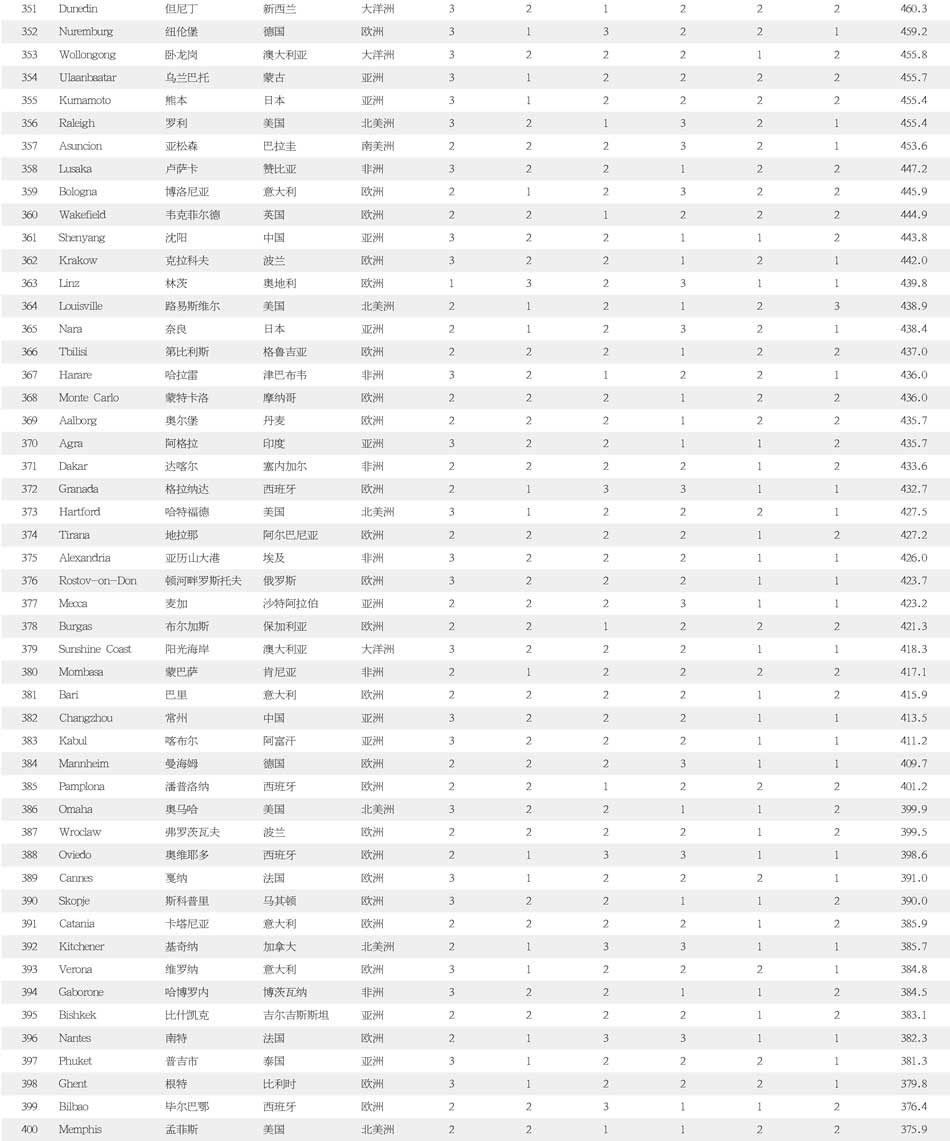 351 Dunedin 但尼丁 新西兰 大洋洲 3 2 1 2 2 2 460.3
352 Nuremburg 纽伦堡 德国 欧洲 3 1 3 2 2 1 459.2
353 Wollongong 卧龙岗 澳大利亚 大洋洲 3 2 2 2 1 2 455.8
354 Ulaanbaatar 乌兰巴托 蒙古 亚洲 3 1 2 2 2 2 455.7
355 Kumamoto 熊本 日本 亚洲 3 1 2 2 2 2 455.4
356 Raleigh 罗利 美国 北美洲 3 2 1 3 2 1 455.4
357 Asuncion 亚松森 巴拉圭 南美洲 2 2 2 3 2 1 453.6
358 Lusaka 卢萨卡 赞比亚 非洲 3 2 2 1 2 2 447.2
359 Bologna 博洛尼亚 意大利 欧洲 2 1 2 3 2 2 445.9
360 Wakefield 韦克菲尔德 英国 欧洲 2 2 1 2 2 2 444.9
361 Shenyang 沈阳 中国 亚洲 3 2 2 1 1 2 443.8
362 Krakow 克拉科夫 波兰 欧洲 3 2 2 1 2 1 442.0
363 Linz 林茨 奥地利 欧洲 1 3 2 3 1 1 439.8
364 Louisville 路易斯维尔 美国 北美洲 2 1 2 1 2 3 438.9
365 Nara 奈良 日本 亚洲 2 1 2 3 2 1 438.4
366 Tbilisi 第比利斯 格鲁吉亚 欧洲 2 2 2 1 2 2 437.0
367 Harare 哈拉雷 津巴布韦 非洲 3 2 1 2 2 1 436.0
368 Monte Carlo 蒙特卡洛 摩纳哥 欧洲 2 2 2 1 2 2 436.0
369 Aalborg 奥尔堡 丹麦 欧洲 2 2 2 1 2 2 435.7
370 Agra 阿格拉 印度 亚洲 3 2 2 1 1 2 435.7
371 Dakar 达喀尔 塞内加尔 非洲 2 2 2 2 1 2 433.6
372 Granada 格拉纳达 西班牙 欧洲 2 1 3 3 1 1 432.7
373 Hartford 哈特福德 美国 北美洲 3 1 2 2 2 1 427.5
374 Tirana 地拉那 阿尔巴尼亚 欧洲 2 2 2 2 1 2 427.2
375 Alexandria 亚历山大港 埃及 非洲 3 2 2 2 1 1 426.0
376 Rostov-on-Don 顿河畔罗斯托夫 俄罗斯 欧洲 3 2 2 2 1 1 423.7
377 Mecca 麦加 沙特阿拉伯 亚洲 2 2 2 3 1 1 423.2
378 Burgas 布尔加斯 保加利亚 欧洲 2 2 1 2 2 2 421.3
379 Sunshine Coast 阳光海岸 澳大利亚 大洋洲 3 2 2 2 1 1 418.3
380 Mombasa 蒙巴萨 肯尼亚 非洲 2 1 2 2 2 2 417.1
381 Bari 巴里 意大利 欧洲 2 2 2 2 1 2 415.9
382 Changzhou 常州 中国 亚洲 3 2 2 2 1 1 413.5
383 Kabul 喀布尔 阿富汗 亚洲 3 2 2 2 1 1 411.2
384 Mannheim 曼海姆 德国 欧洲 2 2 2 3 1 1 409.7
385 Pamplona 潘普洛纳 西班牙 欧洲 2 2 1 2 2 2 401.2
386 Omaha 奥马哈 美国 北美洲 3 2 2 1 1 2 399.9
387 Wroclaw 弗罗茨瓦夫 波兰 欧洲 2 2 2 2 1 2 399.5
388 Oviedo 奥维耶多 西班牙 欧洲 2 1 3 3 1 1 398.6
389 Cannes 戛纳 法国 欧洲 3 1 2 2 2 1 391.0
390 Skopje 斯科普里 马其顿 欧洲 3 2 2 1 1 2 390.0
391 Catania 卡塔尼亚 意大利 欧洲 2 2 2 2 1 2 385.9
392 Kitchener 基奇纳 加拿大 北美洲 2 1 3 3 1 1 385.7
393 Verona 维罗纳 意大利 欧洲 3 1 2 2 2 1 384.8
394 Gaborone 哈博罗内 博茨瓦纳 非洲 3 2 2 1 1 2 384.5
395 Bishkek 比什凯克 吉尔吉斯斯坦 亚洲 2 2 2 2 1 2 383.1
396 Nantes 南特 法国 欧洲 2 1 3 3 1 1 382.3
397 Phuket 普吉市 泰国 亚洲 3 1 2 2 2 1 381.3
398 Ghent 根特 比利时 欧洲 3 1 2 2 2 1 379.8
399 Bilbao 毕尔巴鄂 西班牙 欧洲 2 2 3 1 1 2 376.4
400 Memphis 孟菲斯 美国 北美洲 2 2 1 1 2 2 375.9